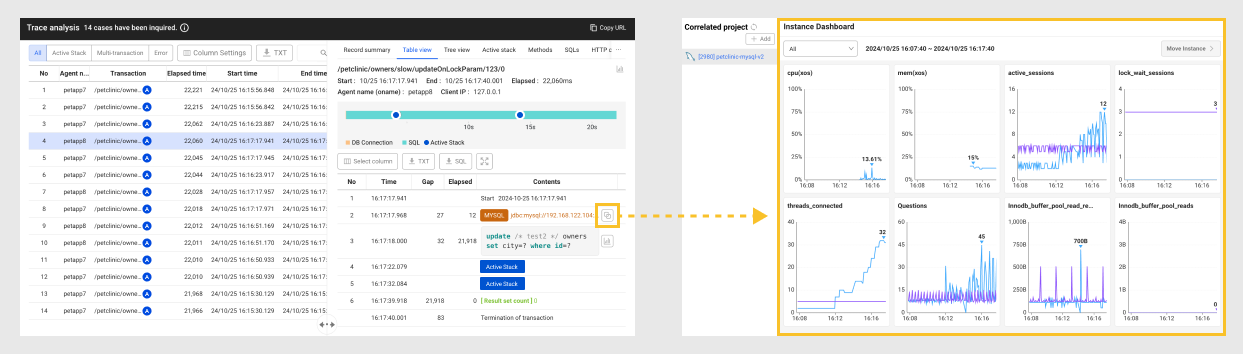 Trace analysis 14 cases have been inquired. Copy URL
All Active Stack Multi-transaction Error Column Settings TXT
No Agent n... Transaction Elapsed time Start time End time
1 petapp7 /petclinic/owne... A 22,221 24/10/25 16:15:56.848 24/10/25 16:16:
2 petapp7 /petclinic/owne... A 22,215 24/10/25 16:15:56.842 24/10/25 16:16:
3 petapp7 /petclinic/owne... A 22,062 24/10/25 16:16:23.887 24/10/25 16:16:
4 petapp8 /petclinic/owne... A 22,060 24/10/25 16:17:17.941 24/10/25 16:17:
5 petapp7 /petclinic/owne... A 22,045 24/10/25 16:17:17.945 24/10/25 16:17:
6 petapp7 /petclinic/owne... A 22,044 24/10/25 16:16:23.917 24/10/25 16:16:
7 petapp8 /petclinic/owne... A 22,028 24/10/25 16:17:17.957 24/10/25 16:17:
8 petapp7 /petclinic/owne... A 22,018 24/10/25 16:17:17.971 24/10/25 16:17:
9 petapp8 /petclinic/owne... A 22,012 24/10/25 16:16:51.169 24/10/25 16:17:
10 petapp8 /petclinic/owne... A 22,011 24/10/25 16:16:51.170 24/10/25 16:17:
11 petapp7 /petclinic/owne... A 22,010 24/10/25 16:16:50.933 24/10/25 16:17:
12 petapp7 /petclinic/owne... A 22,010 24/10/25 16:16:50.939 24/10/25 16:17:
13 petapp7 /petclinic/owne... A 21,968 24/10/25 16:15:30.129 24/10/25 16:15:
14 petapp7 /petclinic/owne... A 21,966 24/10/25 16:15:30.129 24/10/25 16:15:
Record summary Table view Tree view Active stack Methods SQLs HTTP c ...
/petclinic/owners/slow/updateOnLockParam/123/0
Start : 10/25 16:17:17.941 End : 10/25 16:17:40.001 Elapsed : 22,060ms
Agent name (oname) : petapp8 Client IP : 127.0.0.1
10s 15s 20s
DB Connection SQL Active Stack
Select column TXT SQL
No Time Gap Elapsed Contents
1 16:17:17.941 Start 2024-10-25 16:17:17.941
2 16:17:17.968 27 12 MYSQL jdbc:mysql://192.168.122.104:
3 16:17:18.000 32 21,918 update /* test2 */ owners
set city=? where id=?
4 16:17:22.079 Active Stack
5 16:17:32.084 Active Stack
6 16:17:39.918 21,918 0 [ Result set count ] 0
16:17:40.001 83 Termination of transaction
Correlated project
+ Add
[2980] petclinic-mysql-v2
Instance Dashboard
All 2024/10/25 16:07:40 ~ 2024/10/25 16:17:40 Move Instance >
cpu(xos)
100%
75%
50%
25%
0%
13.61%
16:08 16:12 16:16
mem(xos)
100%
75%
50%
25%
0%
15%
16:08 16:12 16:16
active_sessions
16
12
8
4
0
12
16:08 16:12 16:16
lock_wait_sessions
4
3
2
1
0
3
16:08 16:12 16:16
threads_connected
40
30
20
10
0
32
16:08 16:12 16:16
Questions
60
45
30
15
0
45
16:08 16:12 16:16
Innodb_buffer_pool_read_re...
1,000B
750B
500B
250B
0
700B
16:08 16:12 16:16
Innodb_buffer_pool_reads
4B
3B
2B
1B
0
0
16:08 16:12 16:16